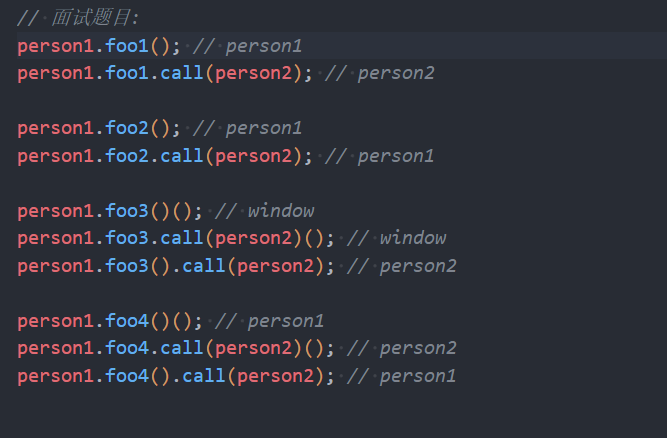 // 面试题目:
person1.foo1(); // person1
person1.foo1.call(person2); // person2
person1.foo2(); // person1
person1.foo2.call(person2); // person1
person1.foo3()(); // window
person1.foo3.call(person2)(); // window
person1.foo3().call(person2); // person2
person1.foo4()(); // person1
person1.foo4.call(person2)(); // person2
person1.foo4().call(person2); // person1